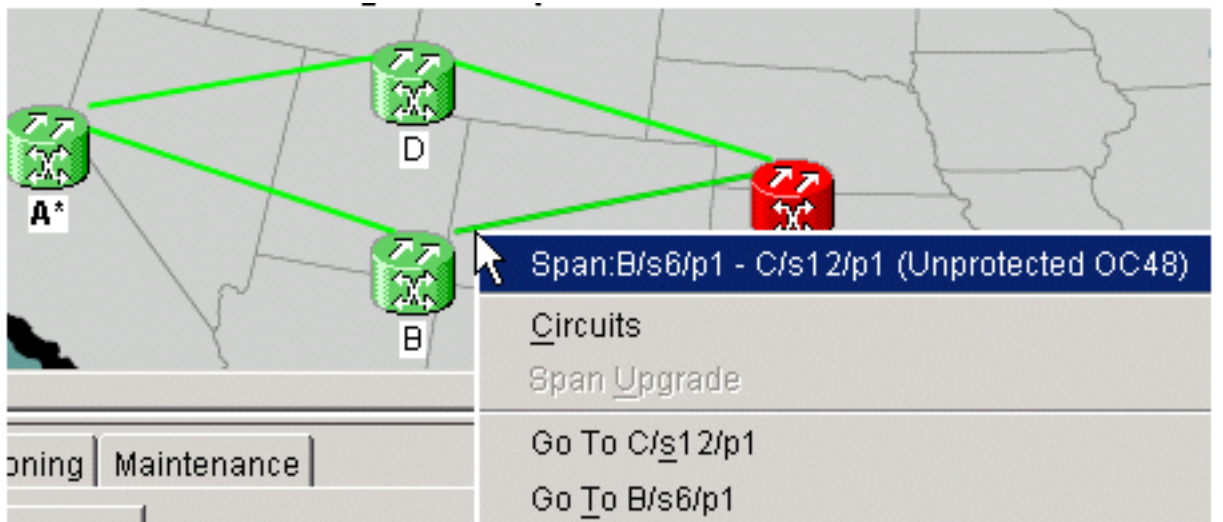 D
A*
B
Span:B/s6/p1 - C/s12/p1 (Unprotected OC48)
Circuits
Span Upgrade
Go To C/s12/p1
Go To B/s6/p1
oning Maintenance